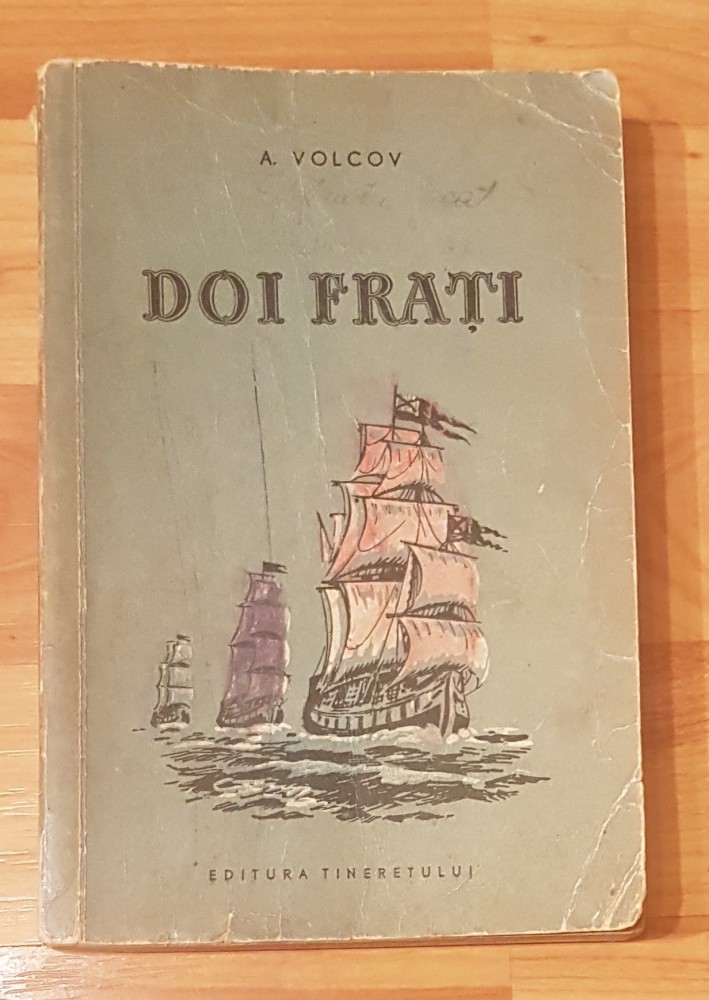 A. VOLCOV
DOI FRAȚI
EDITURA TINERETULUI